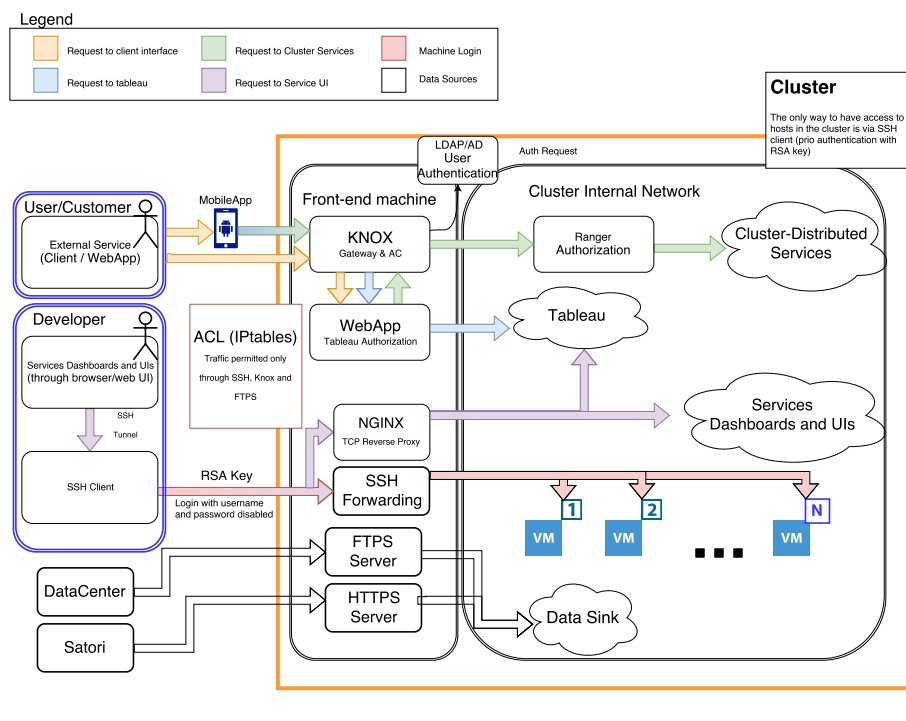 Legend
Request to client interface
Request to Cluster Services
Machine Login
Request to tableau
Request to Service UI
Data Sources
Cluster
The only way to have access to
hosts in the cluster is via SSH
client (prio authentication with
RSA key)
LDAP/AD
User
Authentication
Auth Request
User/Customer
External Service
(Client / WebApp)
MobileApp
Front-end machine
KNOX
Gateway & AC
Cluster Internal Network
Ranger
Authorization
Cluster-Distributed
Services
Developer
Services Dashboards and UIs
(through browser/web UI)
SSH
Tunnel
SSH Client
ACL (IPtables)
Traffic permitted only
through SSH, Knox and
FTPS
WebApp
Tableau Authorization
Tableau
NGINX
TCP Reverse Proxy
Services
Dashboards and UIs
RSA Key
Login with username
and password disabled
SSH
Forwarding
1
2
N
VM
VM
VM
DataCenter
FTPS
Server
Satori
HTTPS
Server
Data Sink